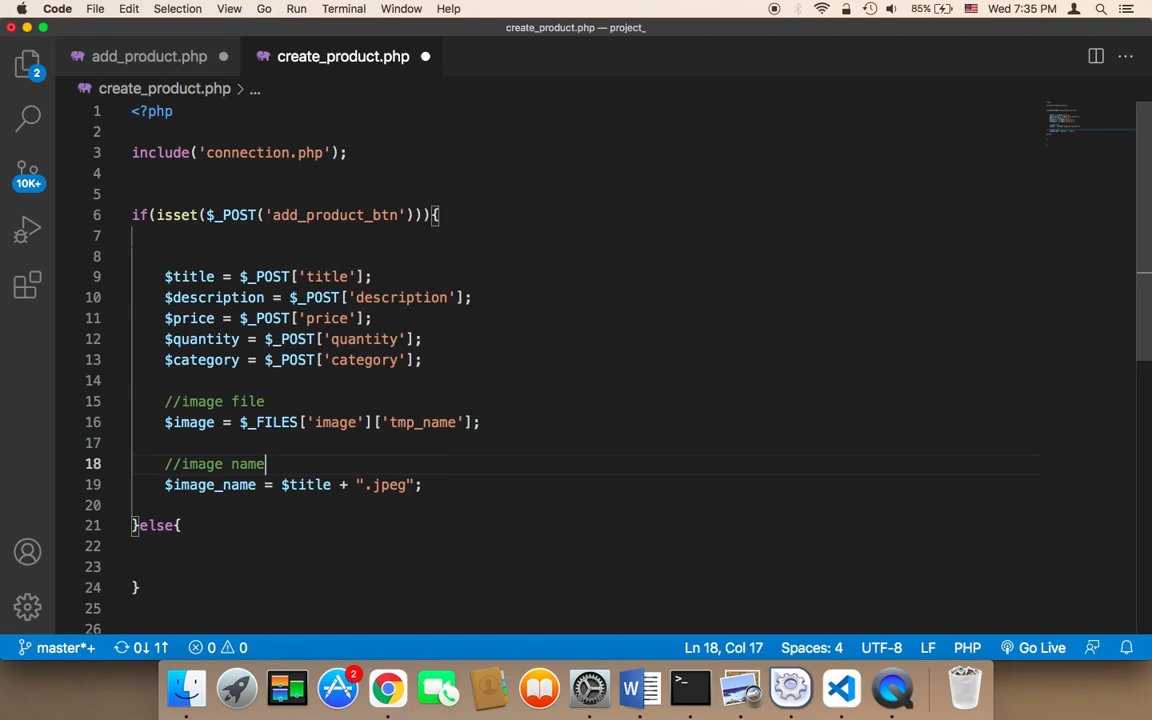 Code File Edit Selection View Go Run Terminal Window Help 85% Wed 7:35 PM
create_product.php — project_
add_product.php create_product.php
2
create_product.php > ...
1 <?php
2
3 include('connection.php');
4
5
10K+
6 if(isset($_POST('add_product_btn'))){
7
8
9 $title = $_POST['title'];
10 $description = $_POST['description'];
11 $price = $_POST['price'];
12 $quantity = $_POST['quantity'];
13 $category = $_POST['category'];
14
15 //image file
16 $image = $_FILES['image']['tmp_name'];
17
18 //image name
19 $image_name = $title + ".jpeg";
20
21 }else{
22
23
24 }
25
26
master*+ 0↓ 1↑ 0 0 Ln 18, Col 17 Spaces: 4 UTF-8 LF PHP Go Live
2